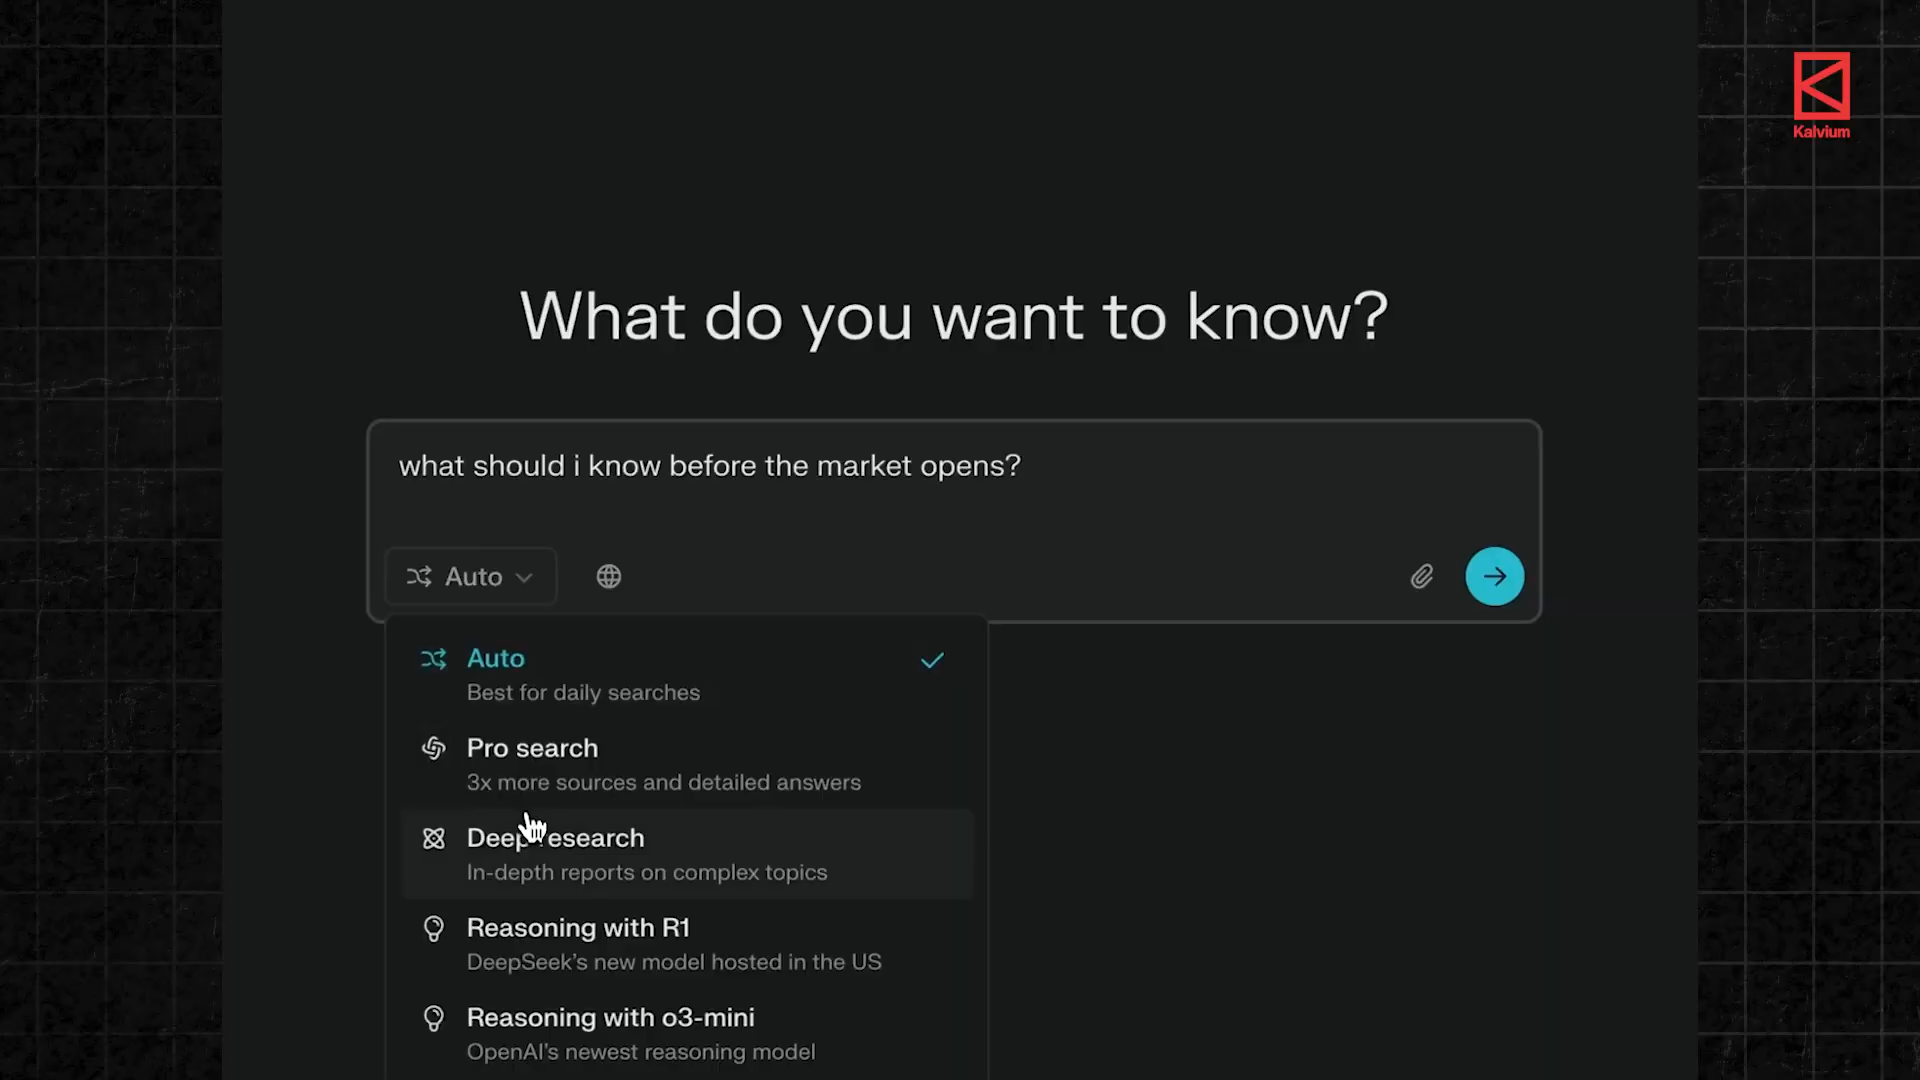 Kalvium
What do you want to know?
what should i know before the market opens?
Auto
Auto
Best for daily searches
Pro search
3x more sources and detailed answers
Deep research
In-depth reports on complex topics
Reasoning with R1
DeepSeek's new model hosted in the US
Reasoning with o3-mini
OpenAI's newest reasoning model